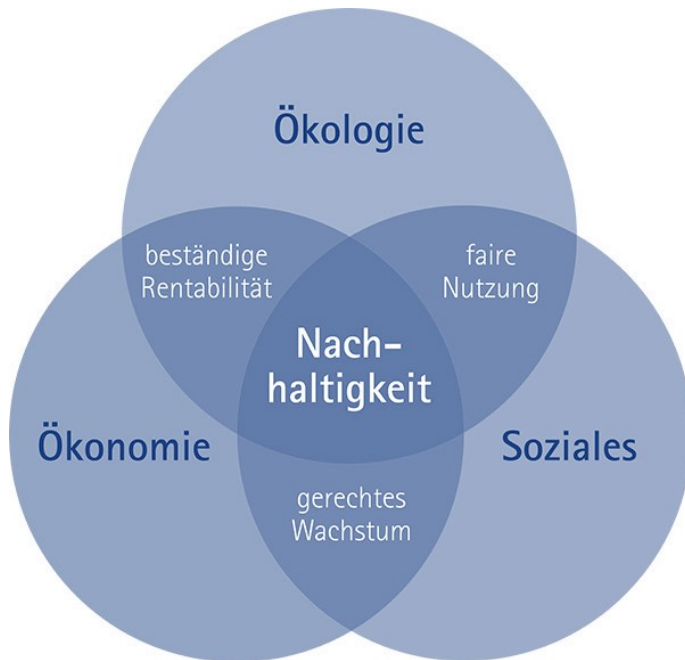 Ökologie
beständige
Rentabilität
faire
Nutzung
Nach-
haltigkeit
Ökonomie
Soziales
gerechtes
Wachstum